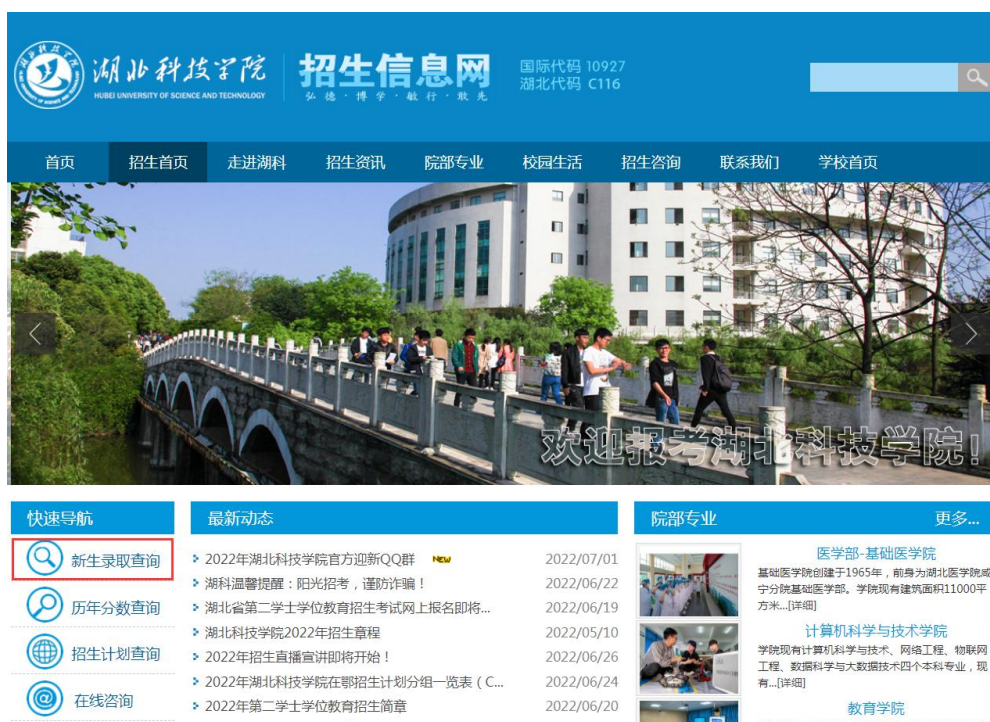 湖北科技学院
HUBEI UNIVERSITY OF SCIENCE AND TECHNOLOGY
招生信息网
弘德·博学·敏行·敢先
国际代码 10927
湖北代码 C116
首页 招生首页 走进湖科 招生资讯 院部专业 校园生活 招生咨询 联系我们 学校首页
欢迎报考湖北科技学院!
快速导航
新生录取查询
历年分数查询
招生计划查询
在线咨询
最新动态
2022年湖北科技学院官方迎新QQ群 NEW 2022/07/01
湖科温馨提醒：阳光招考，谨防诈骗！ 2022/06/22
湖北省第二学士学位教育招生考试网上报名即将... 2022/06/19
湖北科技学院2022年招生章程 2022/05/10
2022年招生直播宣讲即将开始！ 2022/06/26
2022年湖北科技学院在鄂招生计划分组一览表（C... 2022/06/24
2022年第二学士学位教育招生简章 2022/06/20
院部专业 更多...
医学部-基础医学院
基础医学院创建于1965年，前身为湖北医学院咸
宁分院基础医学部。学院现有建筑面积11000平
方米...[详细]
计算机科学与技术学院
学院现有计算机科学与技术、网络工程、物联网
工程、数据科学与大数据技术四个本科专业，现
有...[详细]
教育学院